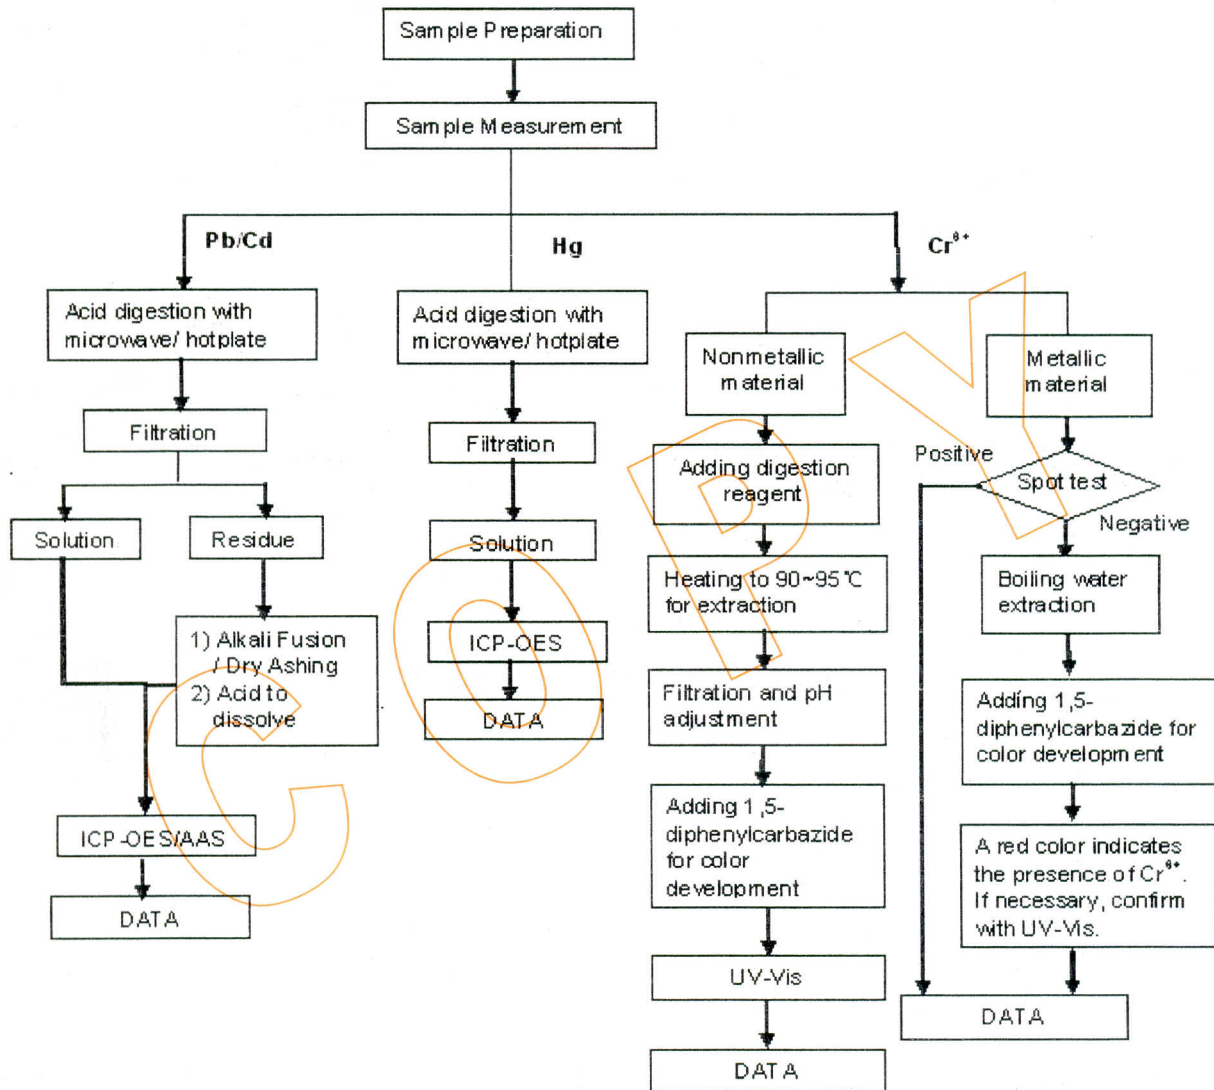 Sample Preparation
Sample Measurement
Pb/Cd
Hg
Cr⁶⁺
Acid digestion with
microwave/ hotplate
Filtration
Solution
Residue
1) Alkali Fusion
/ Dry Ashing
2) Acid to
dissolve
ICP-OES/AAS
DATA
Acid digestion with
microwave/ hotplate
Filtration
Solution
ICP-OES
DATA
Nonmetallic
material
Adding digestion
reagent
Heating to 90~95℃
for extraction
Filtration and pH
adjustment
Adding 1,5-
diphenylcarbazide
for color
development
UV-Vis
DATA
Metallic
material
Positive
Spot test
Negative
Boiling water
extraction
Adding 1,5-
diphenylcarbazide for
color development
A red color indicates
the presence of Cr⁶⁺.
If necessary, confirm
with UV-Vis.
DATA
COPY